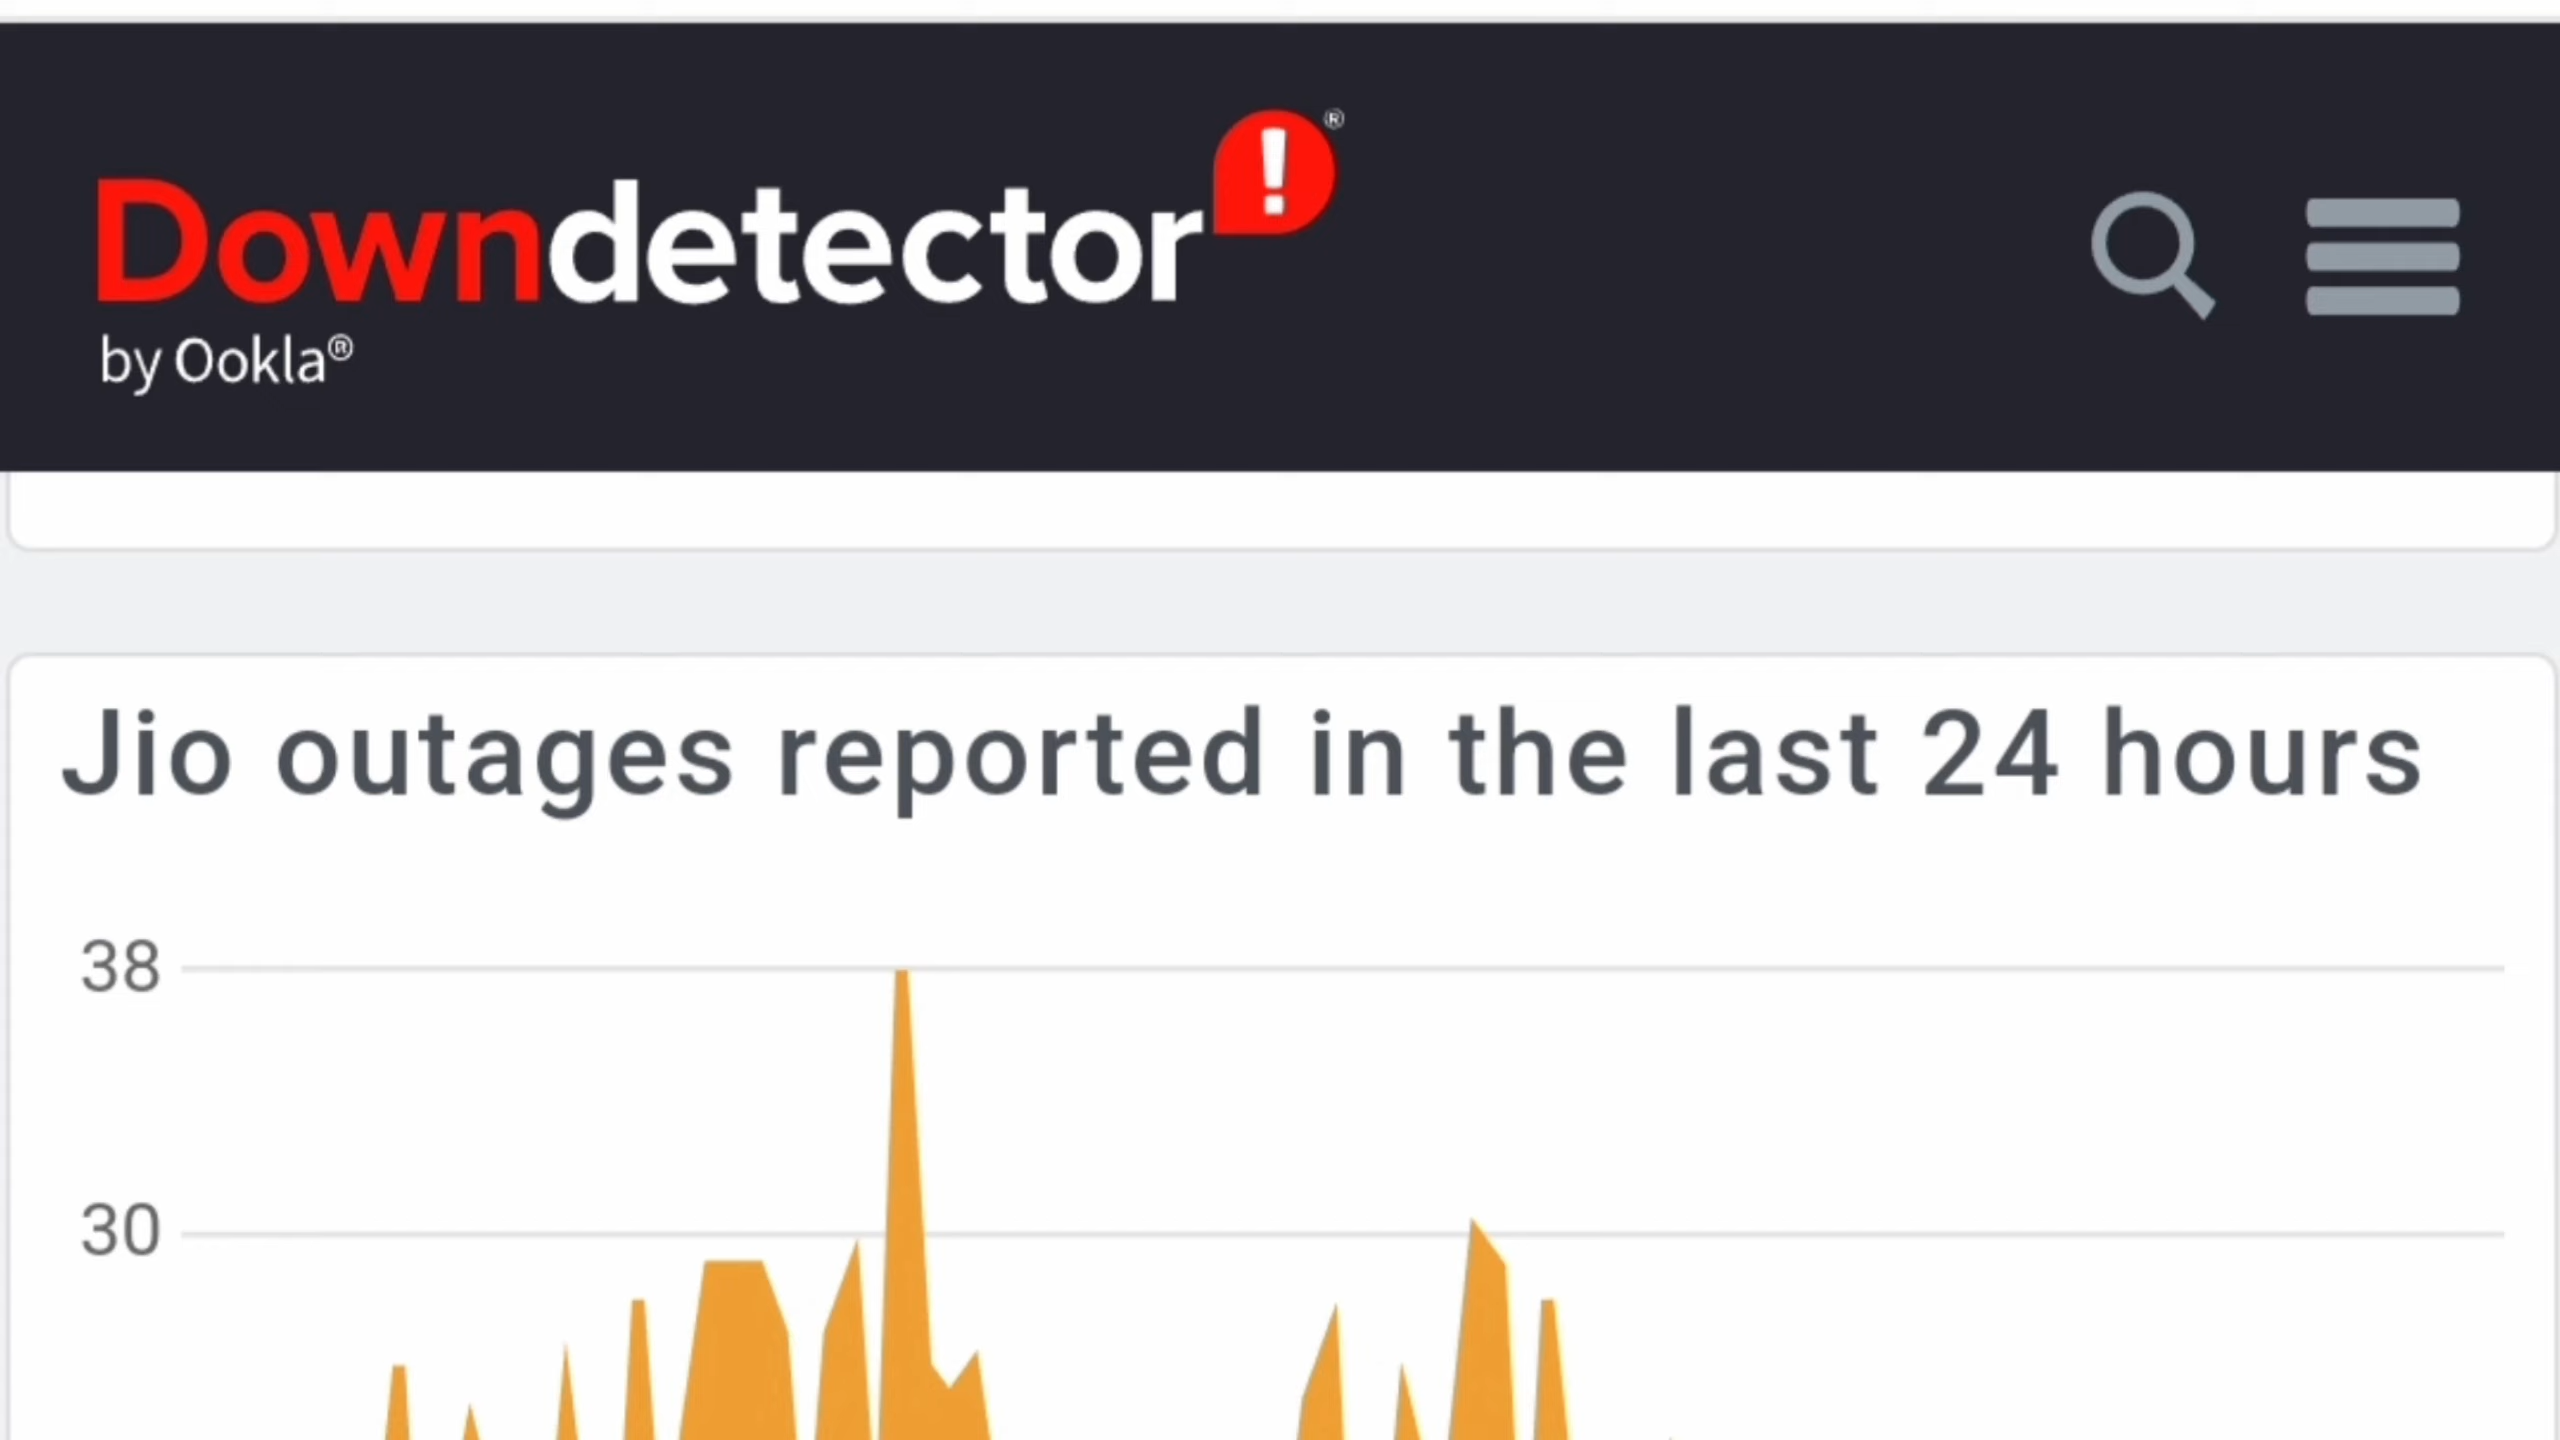 Downdetector!®
by Ookla®
Jio outages reported in the last 24 hours
38
30